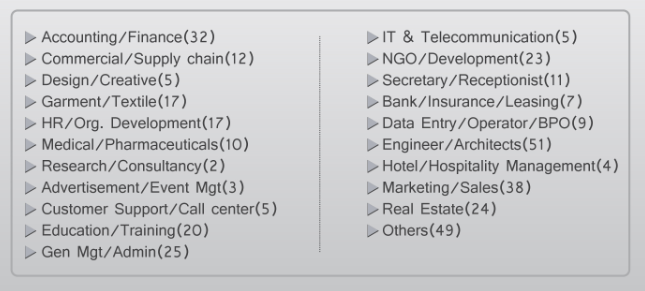 Accounting/Finance(32)
Commercial/Supply chain(12)
Design/Creative(5)
Garment/Textile(17)
HR/Org. Development(17)
Medical/Pharmaceuticals(10)
Research/Consultancy(2)
Advertisement/Event Mgt(3)
Customer Support/Call center(5)
Education/Training(20)
Gen Mgt/Admin(25)
IT & Telecommunication(5)
NGO/Development(23)
Secretary/Receptionist(11)
Bank/Insurance/Leasing(7)
Data Entry/Operator/BPO(9)
Engineer/Architects(51)
Hotel/Hospitality Management(4)
Marketing/Sales(38)
Real Estate(24)
Others(49)